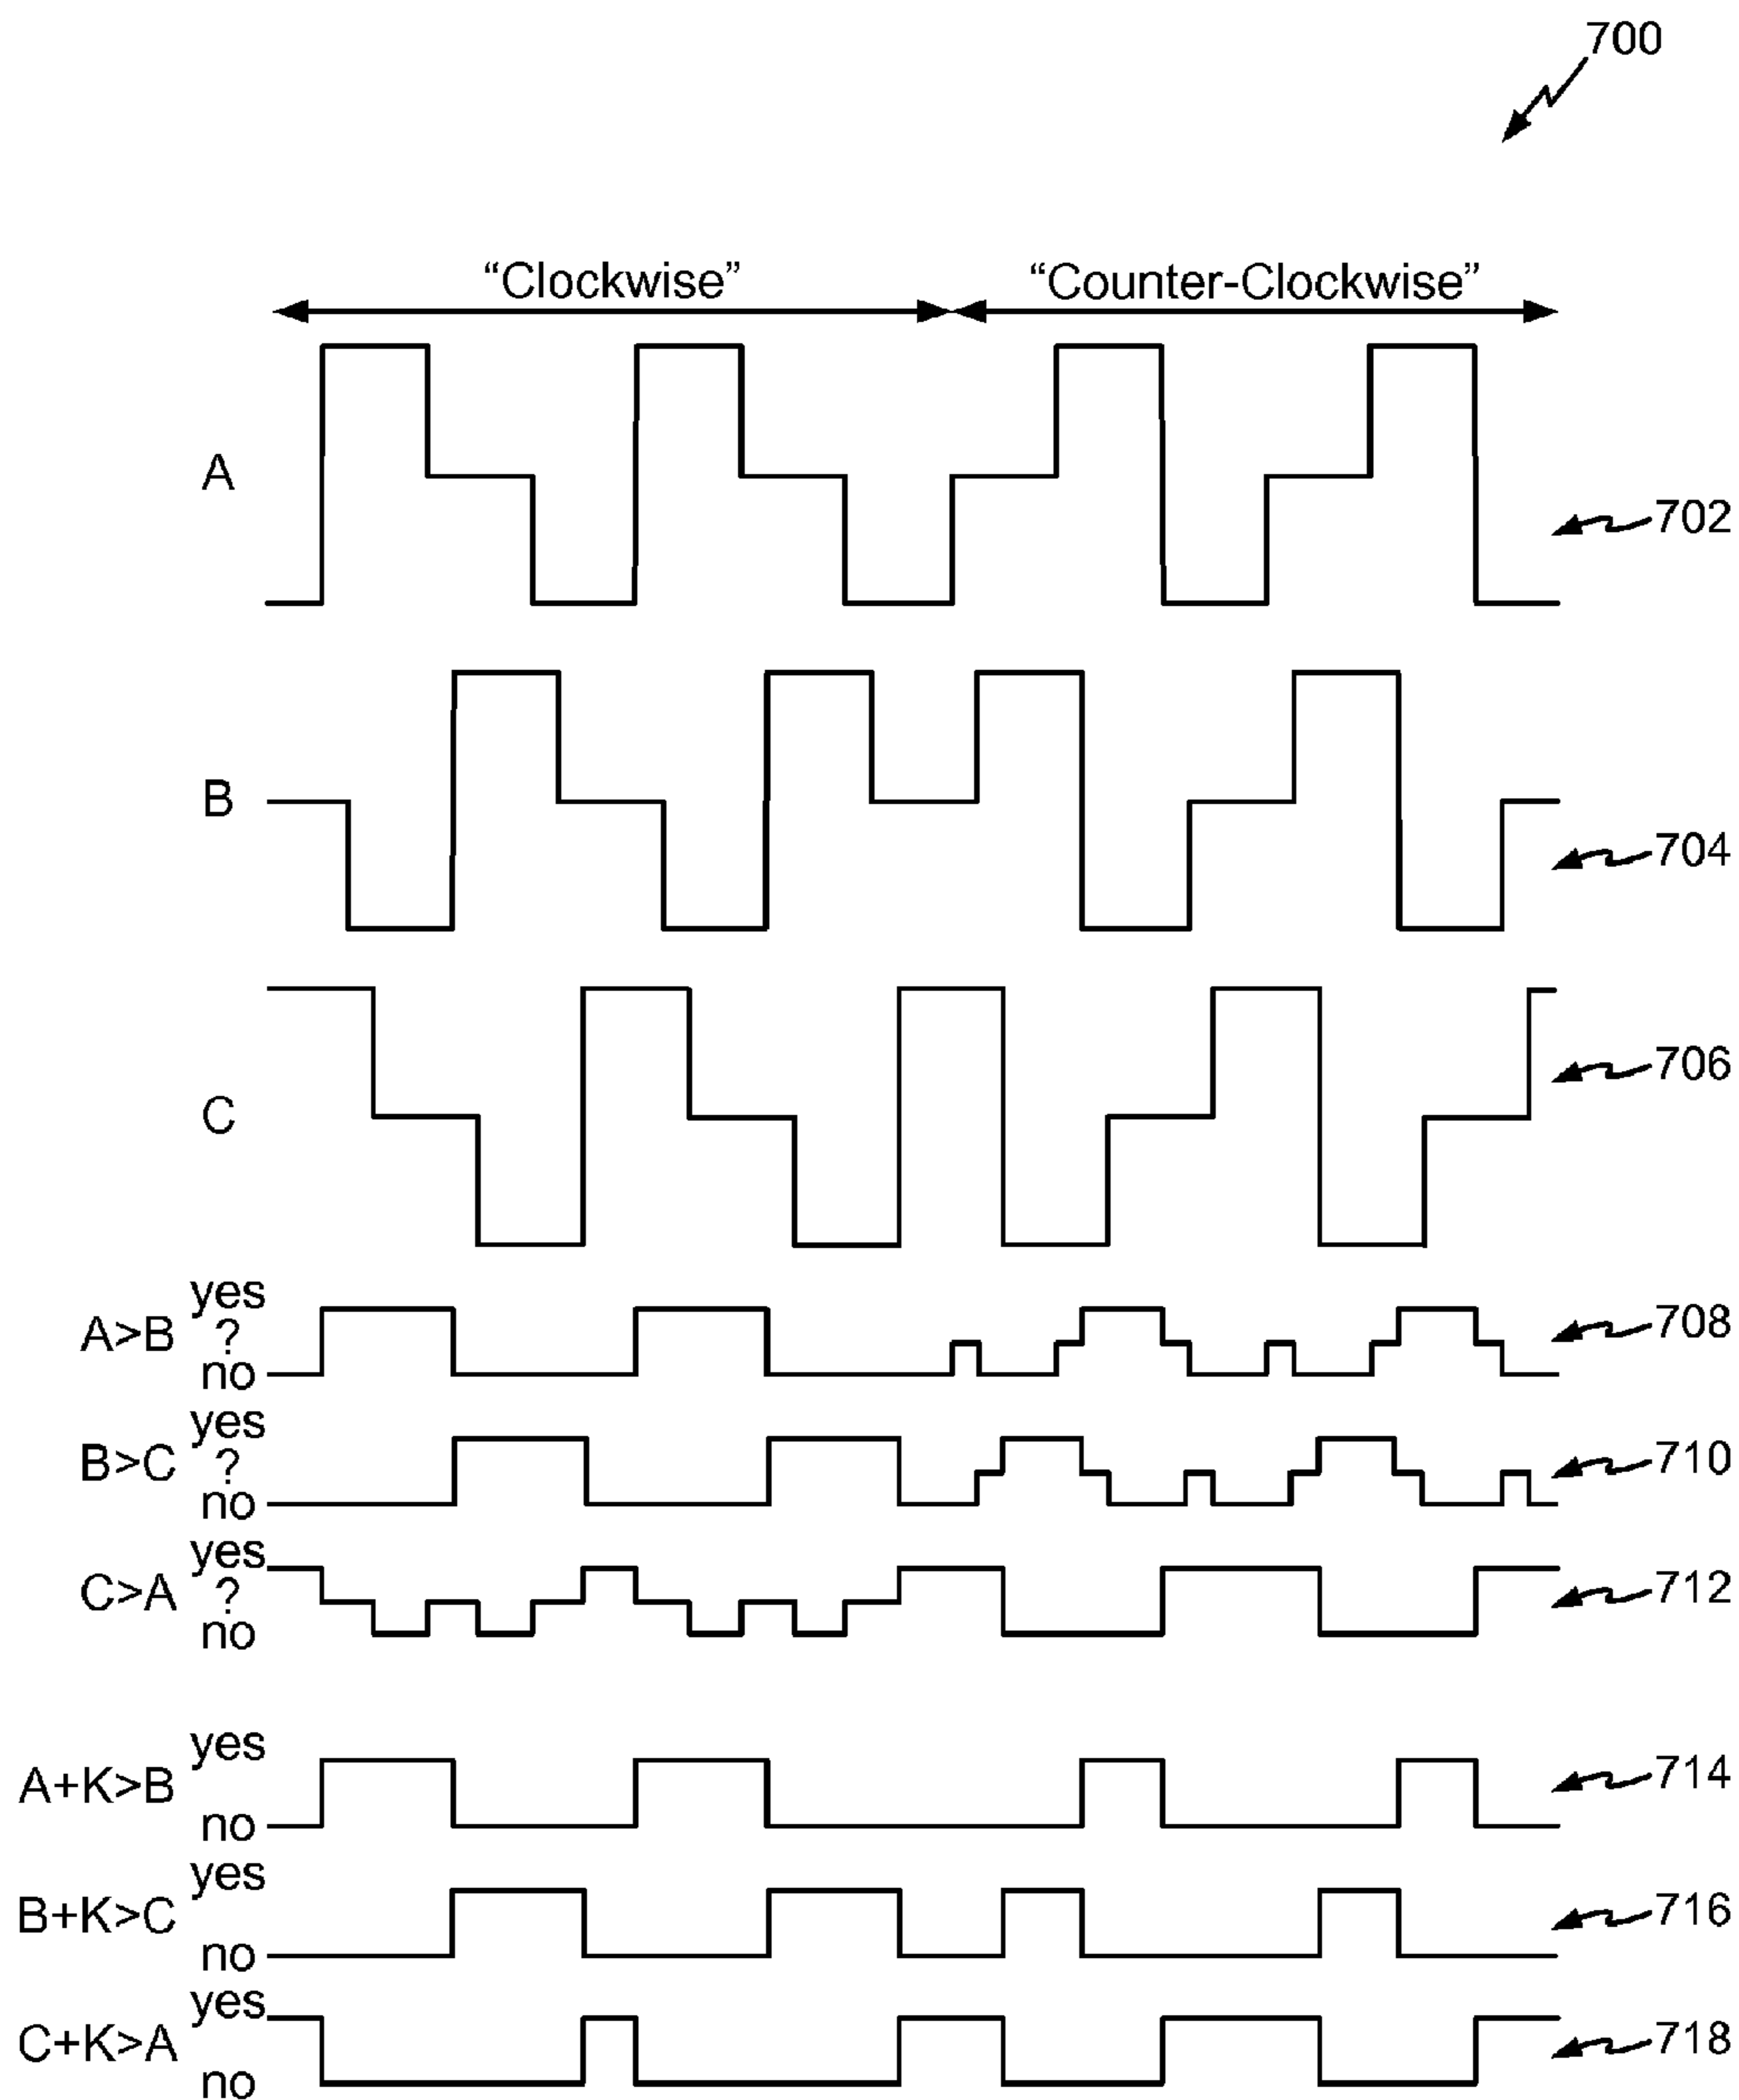 700
“Clockwise” “Counter-Clockwise”
A
702
B
704
C
706
yes
A>B ? 708
no
yes
B>C ? 710
no
yes
C>A ? 712
no
yes
A+K>B 714
no
yes
B+K>C 716
no
yes
C+K>A 718
no